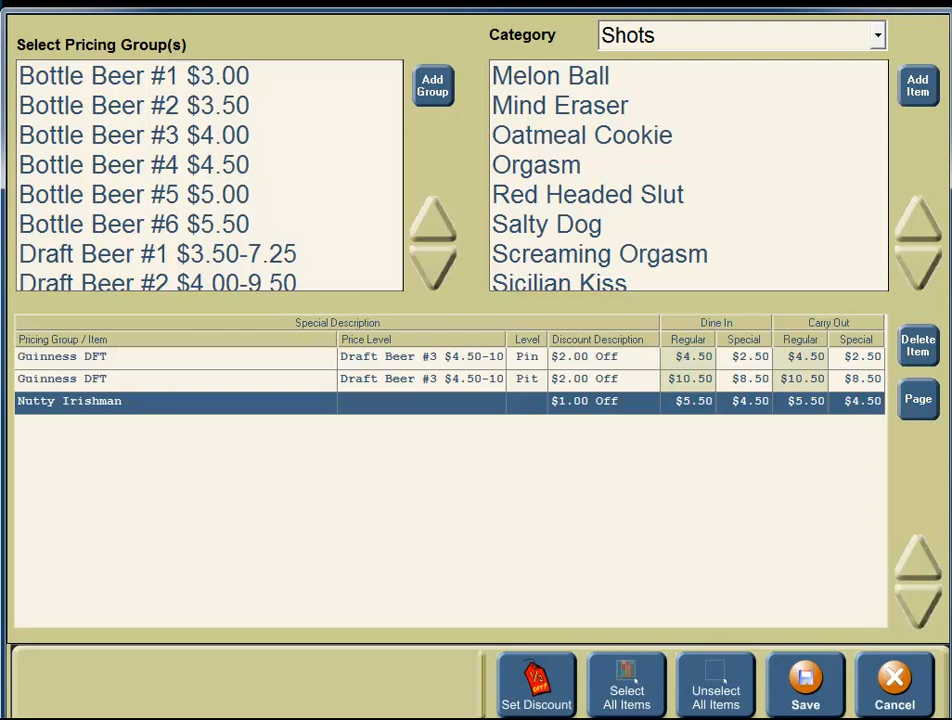 Select Pricing Group(s)
Category
Shots
Bottle Beer #1 $3.00
Bottle Beer #2 $3.50
Bottle Beer #3 $4.00
Bottle Beer #4 $4.50
Bottle Beer #5 $5.00
Bottle Beer #6 $5.50
Draft Beer #1 $3.50-7.25
Draft Beer #2 $4.00-9.50
Add
Group
Melon Ball
Mind Eraser
Oatmeal Cookie
Orgasm
Red Headed Slut
Salty Dog
Screaming Orgasm
Sicilian Kiss
Add
Item
Special Description Dine In Carry Out
Pricing Group / Item Price Level Level Discount Description Regular Special Regular Special
Guinness DFT Draft Beer #3 $4.50-10 Pin $2.00 Off $4.50 $2.50 $4.50 $2.50
Guinness DFT Draft Beer #3 $4.50-10 Pit $2.00 Off $10.50 $8.50 $10.50 $8.50
Nutty Irishman $1.00 Off $5.50 $4.50 $5.50 $4.50
Delete
Item
Page
1/2
OFF!
Set Discount
Select
All Items
Unselect
All Items
Save
Cancel